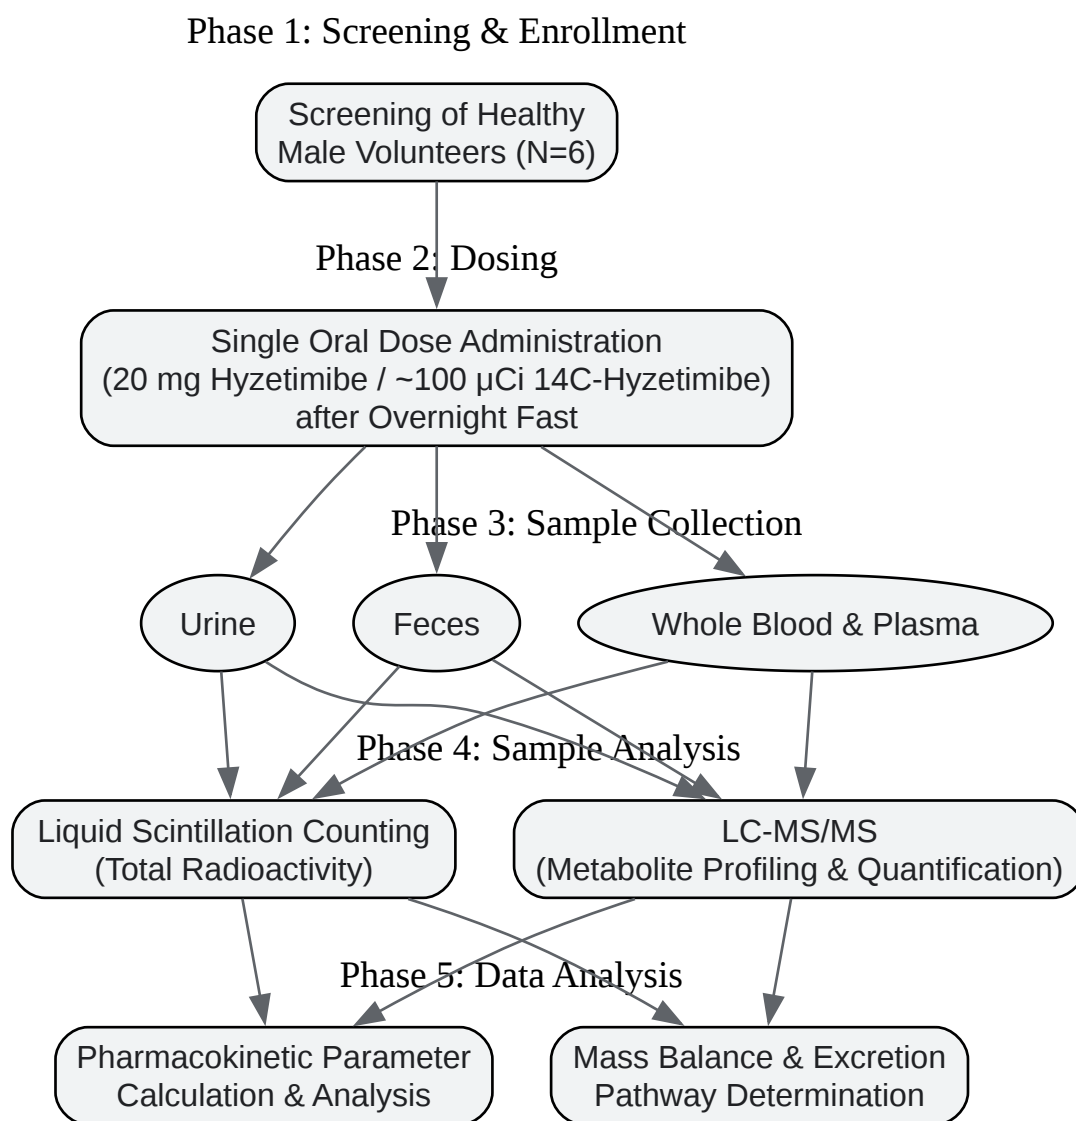 Phase 1: Screening & Enrollment
Screening of Healthy
Male Volunteers (N=6)
Phase 2: Dosing
Single Oral Dose Administration
(20 mg Hyzetimibe / ~100 μCi 14C-Hyzetimibe)
after Overnight Fast
Phase 3: Sample Collection
Urine
Feces
Whole Blood & Plasma
Phase 4: Sample Analysis
Liquid Scintillation Counting
(Total Radioactivity)
LC-MS/MS
(Metabolite Profiling & Quantification)
Phase 5: Data Analysis
Pharmacokinetic Parameter
Calculation & Analysis
Mass Balance & Excretion
Pathway Determination